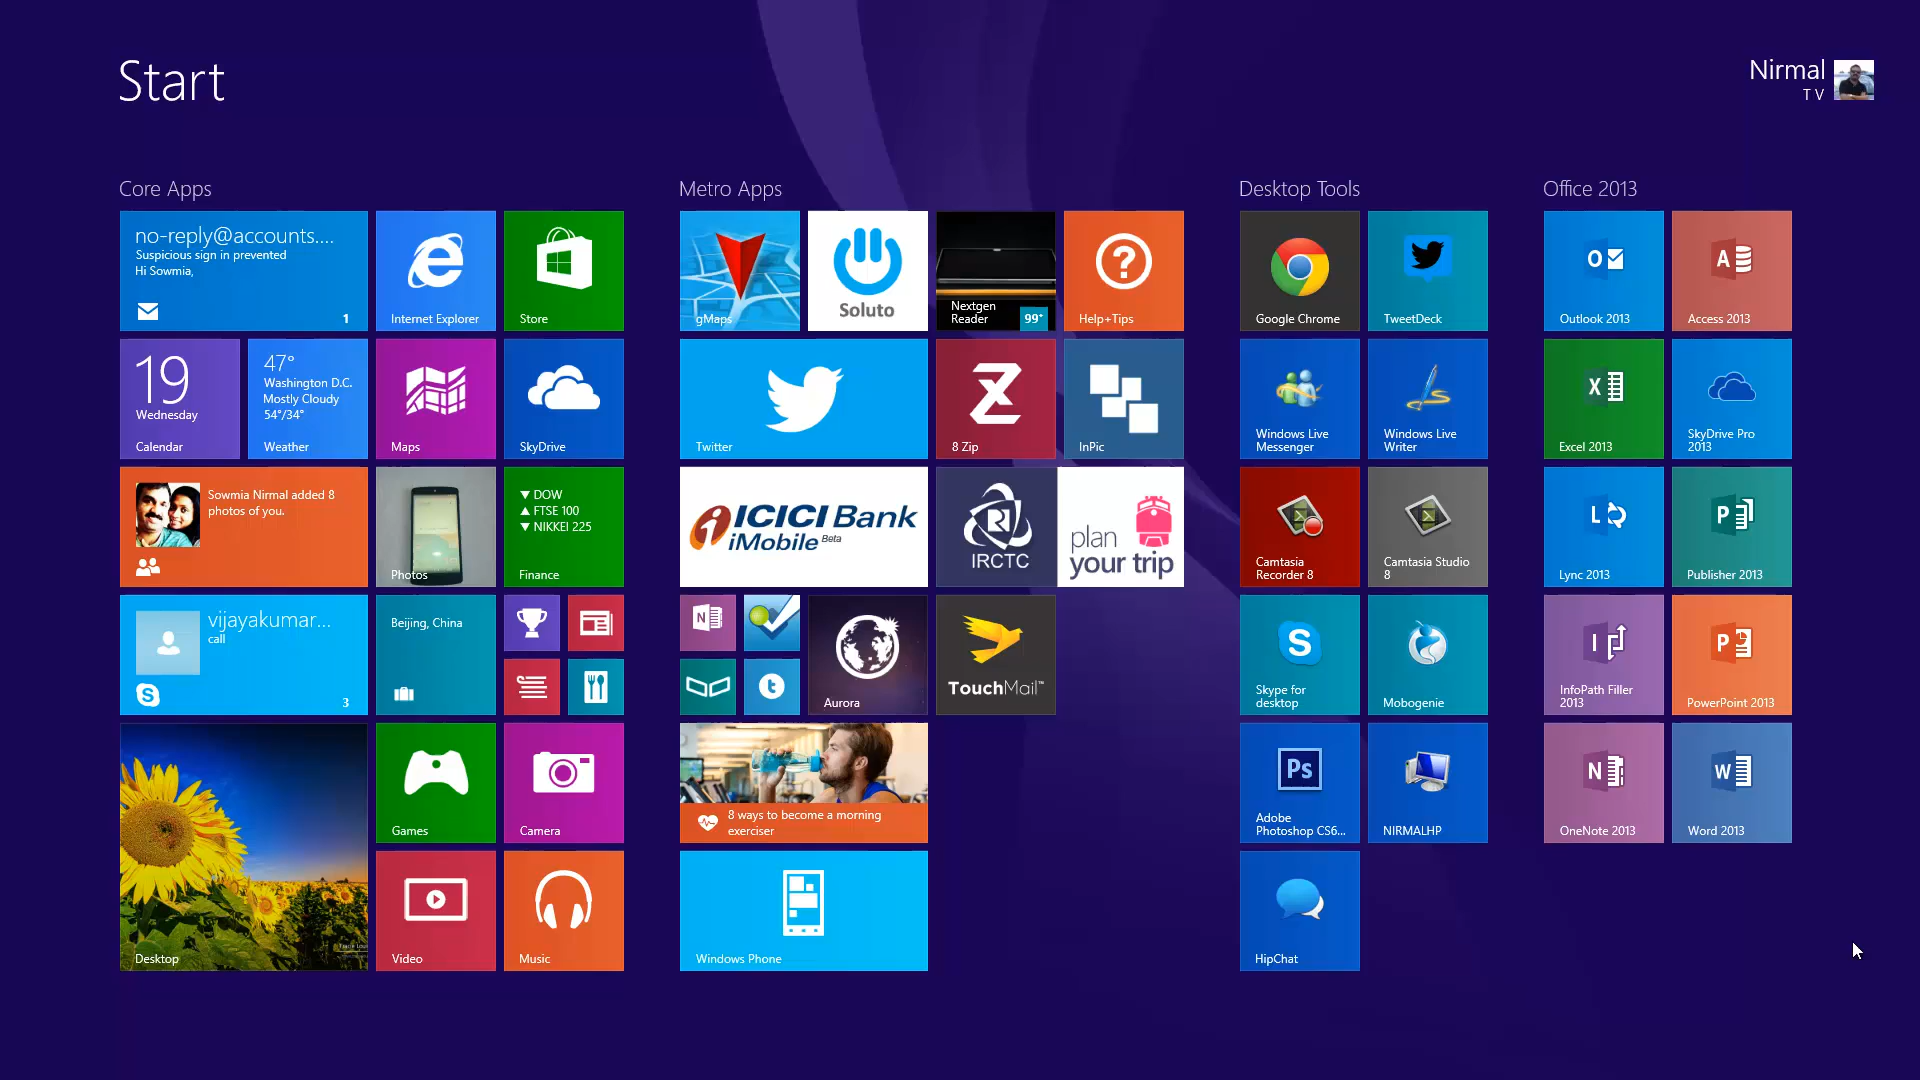 Start
Nirmal
TV
Core Apps
no-reply@accounts....
Suspicious sign in prevented
Hi Sowmia,
1
Internet Explorer
Store
19
Wednesday
Calendar
47°
Washington D.C.
Mostly Cloudy
54°/34°
Weather
Maps
SkyDrive
Sowmia Nirmal added 8
photos of you.
Photos
▼ DOW
▲ FTSE 100
▼ NIKKEI 225
Finance
vijayakumar...
call
3
Beijing, China
Desktop
Games
Camera
Video
Music
Metro Apps
gMaps
Soluto
Nextgen
Reader
99+
Help+Tips
Twitter
8 Zip
InPic
ICICI Bank
iMobile Beta
IRCTC
plan
your trip
N
t
Aurora
TouchMail™
8 ways to become a morning
exerciser
Windows Phone
Desktop Tools
Google Chrome
TweetDeck
Windows Live
Messenger
Windows Live
Writer
Camtasia
Recorder 8
Camtasia Studio
8
S
Skype for
desktop
Mobogenie
Ps
Adobe
Photoshop CS6...
NIRMALHP
HipChat
Office 2013
O
Outlook 2013
A
Access 2013
X
Excel 2013
SkyDrive Pro
2013
L
Lync 2013
P
Publisher 2013
I
InfoPath Filler
2013
P
PowerPoint 2013
N
OneNote 2013
W
Word 2013